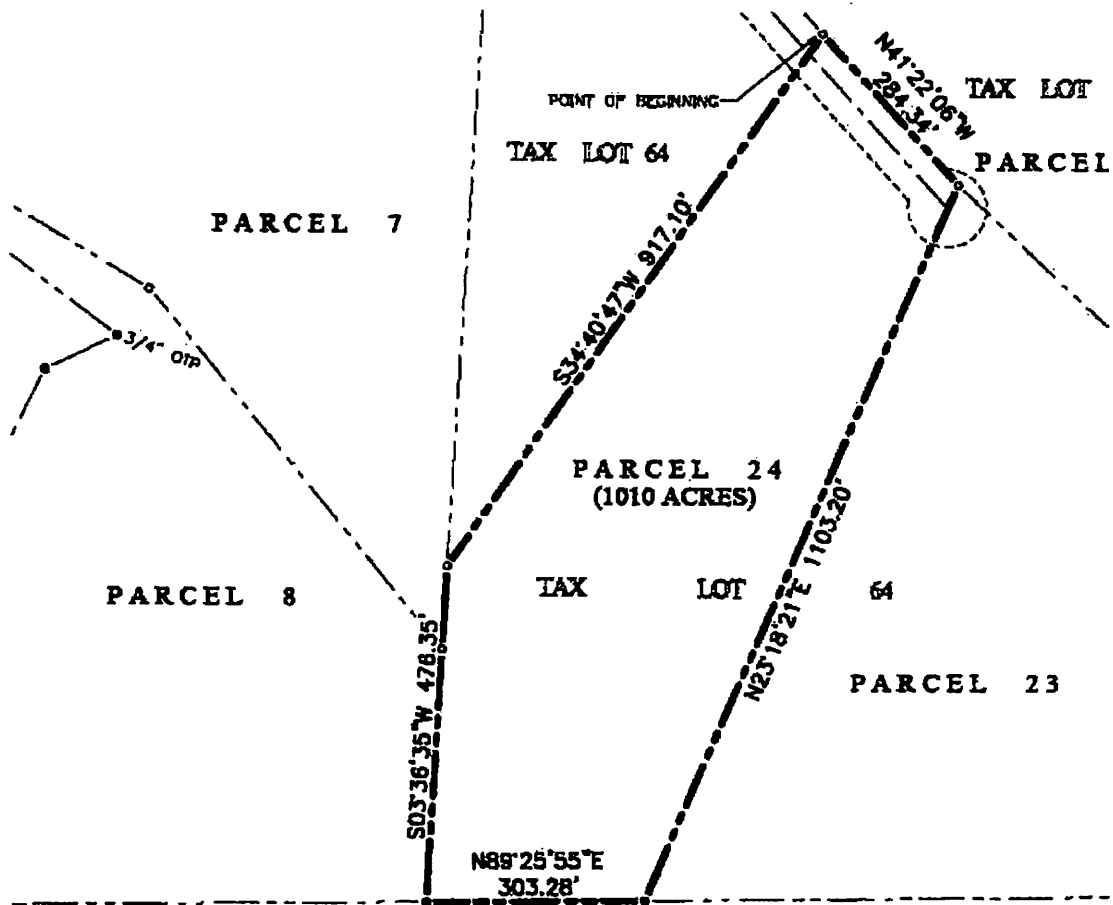 N41°22'06"W
284.34'
TAX LOT
POINT OF BEGINNING
TAX LOT 64
PARCEL
PARCEL 7
S34°40'47"W 917.10'
3/4" OTP
PARCEL 24
(1010 ACRES)
PARCEL 8
TAX LOT 64
N23°18'21"E 1103.20'
S03°36'35"W 478.35'
PARCEL 23
N89°25'55"E
303.28'